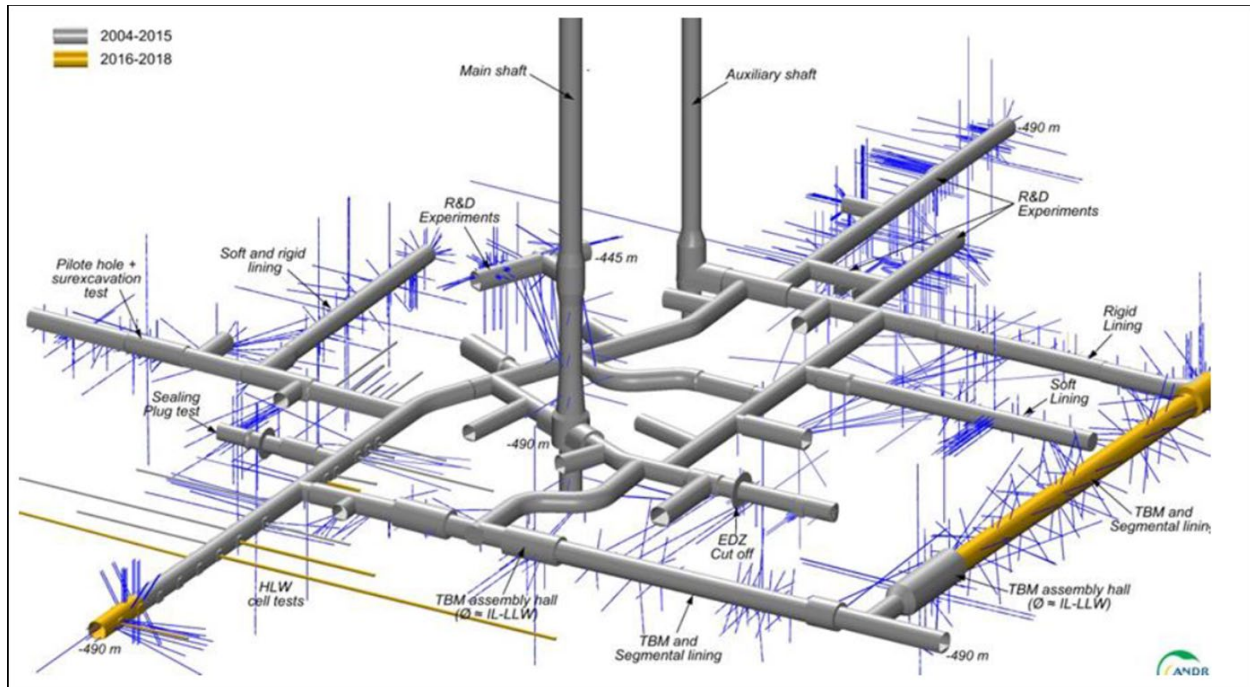 2004-2015
2016-2018
Main shaft
Auxiliary shaft
-490 m
R&D
Experiments
R&D
Experiments
-445 m
Soft and rigid
lining
Pilote hole +
surexcavation
test
Rigid
Lining
Soft
Lining
Sealing
Plug test
-490 m
TBM and
Segmental lining
EDZ
Cut off
HLW
cell tests
TBM assembly hall
(Ø ≈ IL-LLW)
TBM assembly hall
(Ø ≈ IL-LLW)
TBM and
Segmental lining
-490 m
-490 m
ANDR